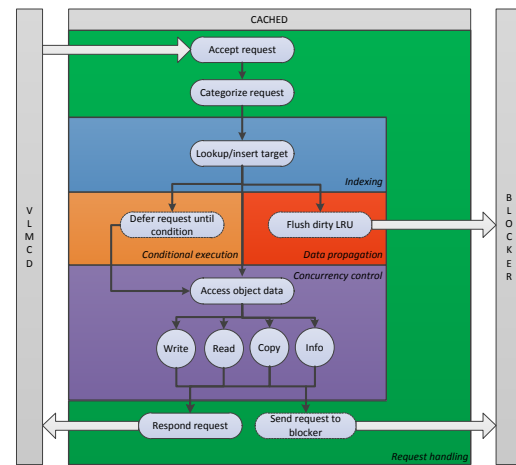 CACHED
Accept request
Categorize request
Lookup/insert target
Indexing
Defer request until
condition
Flush dirty LRU
Conditional execution
Data propagation
Concurrency control
Access object data
Write
Read
Copy
Info
Respond request
Send request to
blocker
Request handling
V
L
M
C
D
B
L
O
C
K
E
R